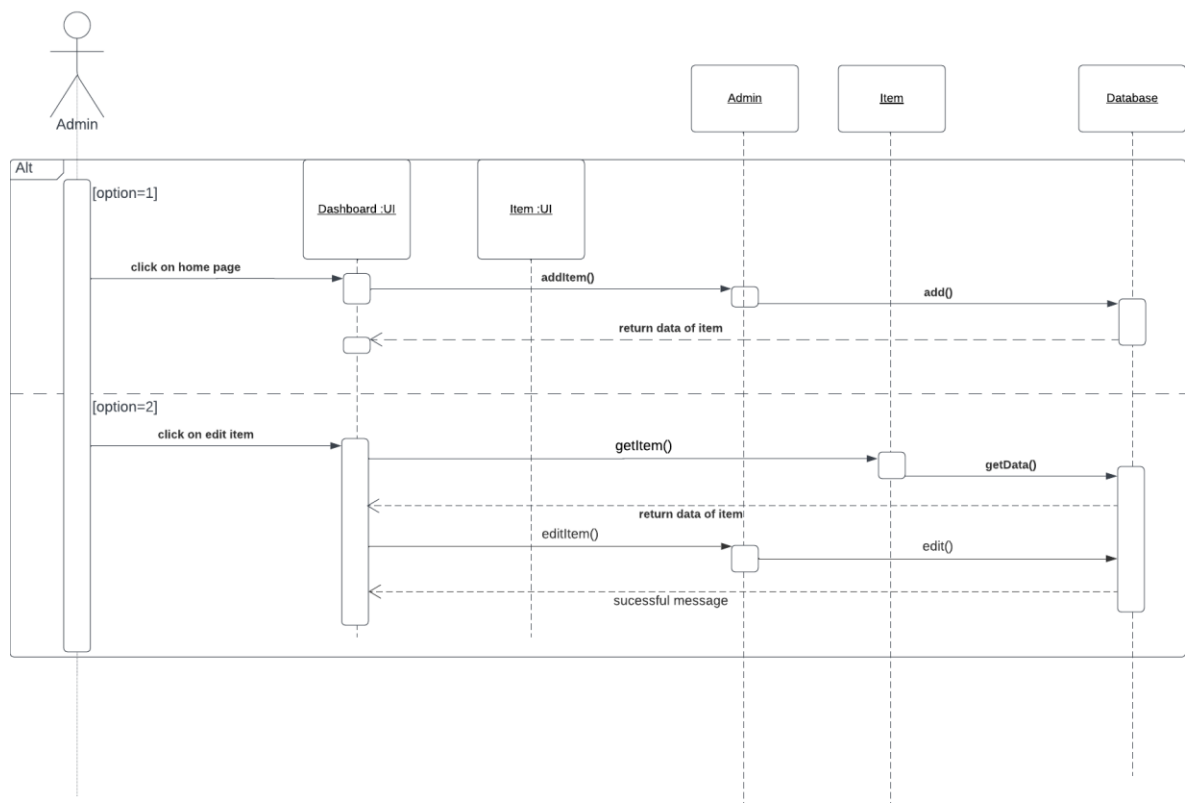 Admin
Admin
Item
Database
Alt
[option=1]
Dashboard :UI
Item :UI
click on home page
addItem()
add()
return data of item
[option=2]
click on edit item
getItem()
getData()
return data of item
editItem()
edit()
sucessful message